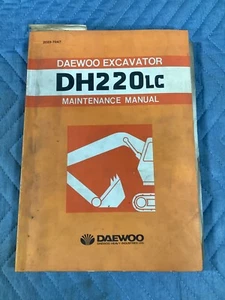 DAEWOO EXCAVATOR
DH220LC
MAINTENANCE MANUAL
DAEWOO